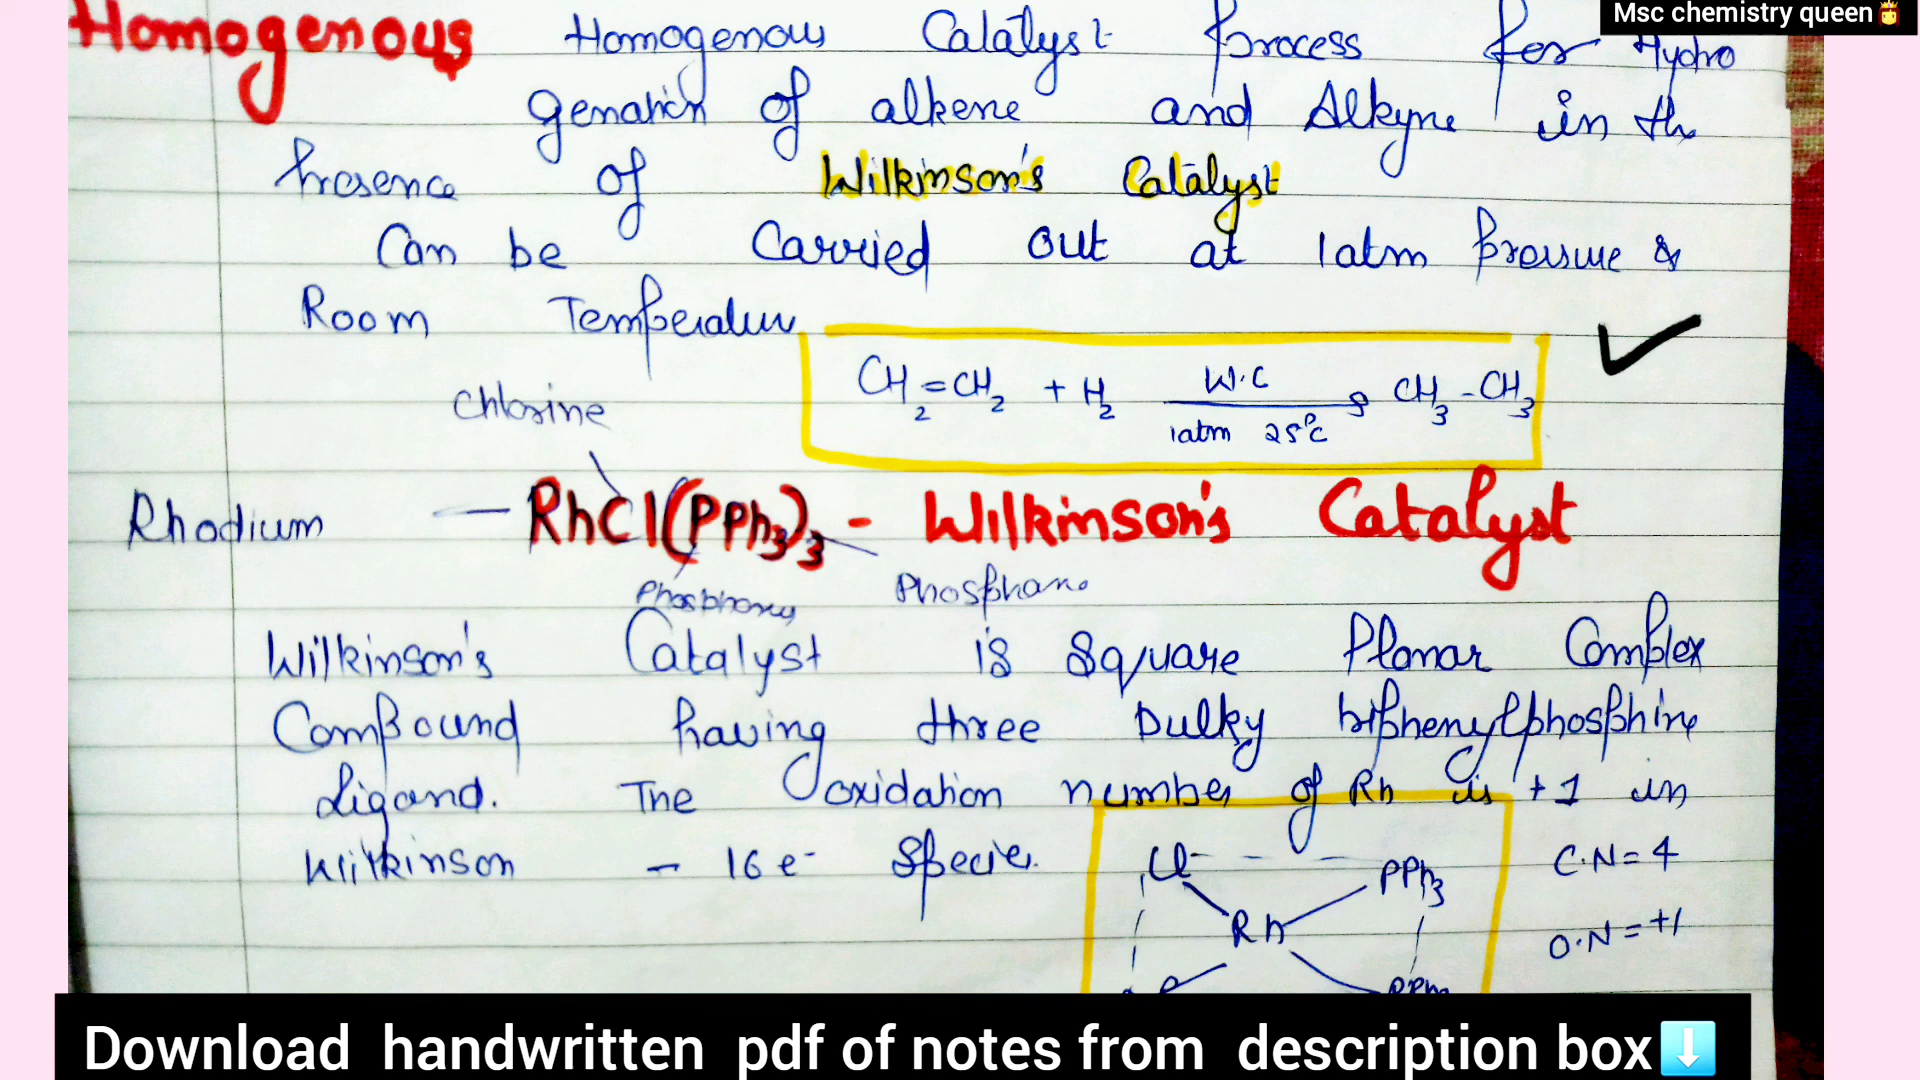 Msc chemistry queen
Homogenous Homogenous Catalyst Process for Hydro
genation of alkene and Alkyne in the
Presence of Wilkinson's Catalyst
Can be Carried out at 1atm Pressure &
Room Temperature
CH2=CH2 + H2 W.C CH3-CH3
1atm 25°C
Chlorine
Rhodium — RhCl(PPh3)3 - Wilkinson's Catalyst
Phosphane
Wilkinson's Catalyst is Square Planar Complex
Compound having three bulky triphenylphosphine
Ligand. The oxidation number of Rh is +1 in
Wilkinson - 16 e- Specie.
Cl PPh3 C.N = 4
Rh O.N = +1
PPh3
Download handwritten pdf of notes from description box